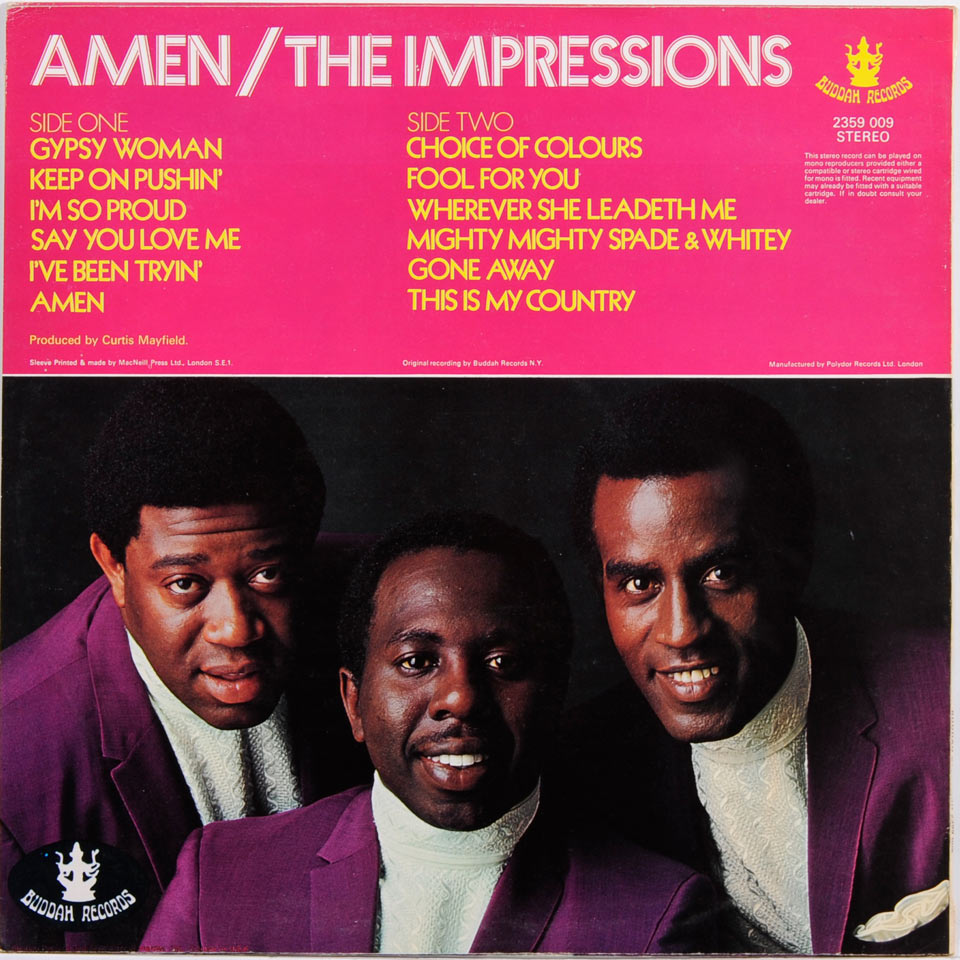 AMEN/THE IMPRESSIONS
BUDDAH RECORDS
2359 009
STEREO
This stereo record can be played on
mono reproducers provided either a
compatible or stereo cartridge wired
for mono is fitted. Recent equipment
may already be fitted with a suitable
cartridge. If in doubt consult your
dealer.
SIDE ONE
GYPSY WOMAN
KEEP ON PUSHIN'
I'M SO PROUD
SAY YOU LOVE ME
I'VE BEEN TRYIN'
AMEN
SIDE TWO
CHOICE OF COLOURS
FOOL FOR YOU
WHEREVER SHE LEADETH ME
MIGHTY MIGHTY SPADE & WHITEY
GONE AWAY
THIS IS MY COUNTRY
Produced by Curtis Mayfield.
Sleeve Printed & made by MacNeill Press Ltd., London S.E.1.
Original recording by Buddah Records N.Y.
Manufactured by Polydor Records Ltd. London
BUDDAH RECORDS